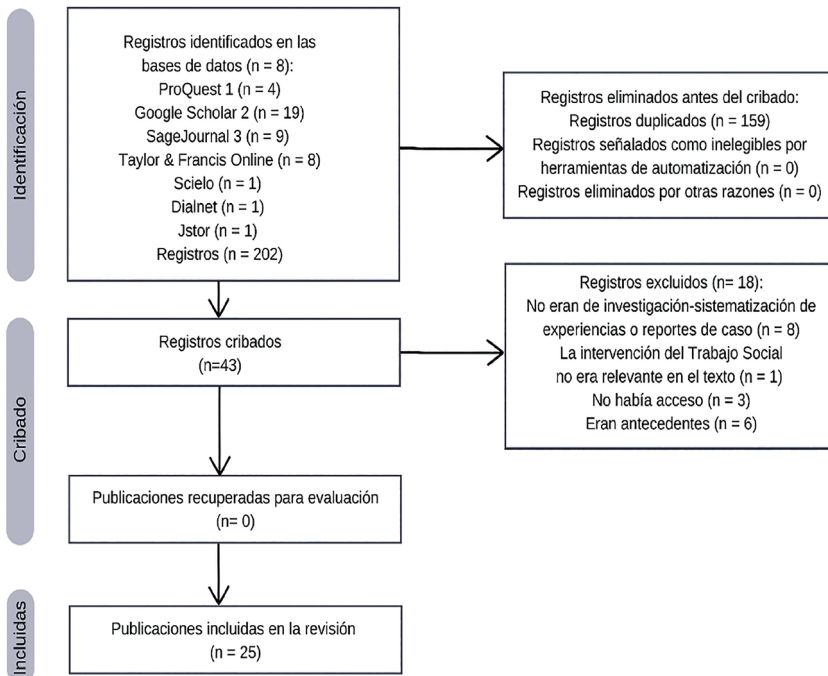 Identificación
Registros identificados en las
bases de datos (n = 8):
ProQuest 1 (n = 4)
Google Scholar 2 (n = 19)
SageJournal 3 (n = 9)
Taylor & Francis Online (n = 8)
Scielo (n = 1)
Dialnet (n = 1)
Jstor (n = 1)
Registros (n = 202)
Registros eliminados antes del cribado:
Registros duplicados (n = 159)
Registros señalados como inelegibles por
herramientas de automatización (n = 0)
Registros eliminados por otras razones (n = 0)
Cribado
Registros cribados
(n=43)
Registros excluidos (n= 18):
No eran de investigación-sistematización de
experiencias o reportes de caso (n = 8)
La intervención del Trabajo Social
no era relevante en el texto (n = 1)
No había acceso (n = 3)
Eran antecedentes (n = 6)
Publicaciones recuperadas para evaluación
(n= 0)
Incluidas
Publicaciones incluidas en la revisión
(n = 25)